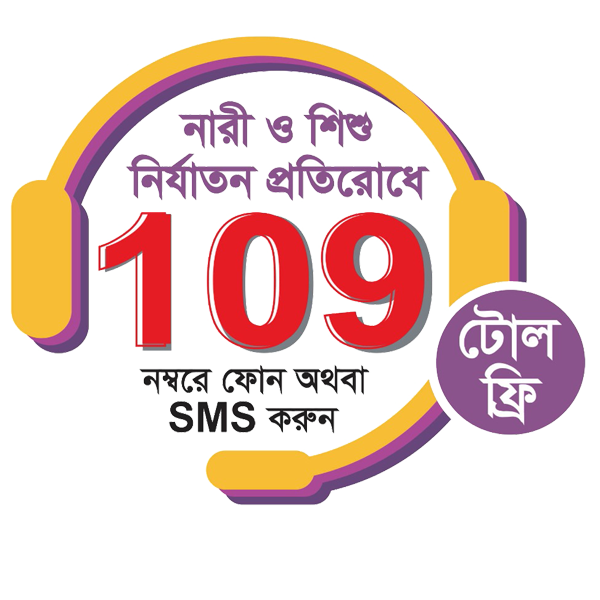 নারী ও শিশু
নির্যাতন প্রতিরোধে
109
নম্বরে ফোন অথবা
SMS করুন
টোল
ফ্রি